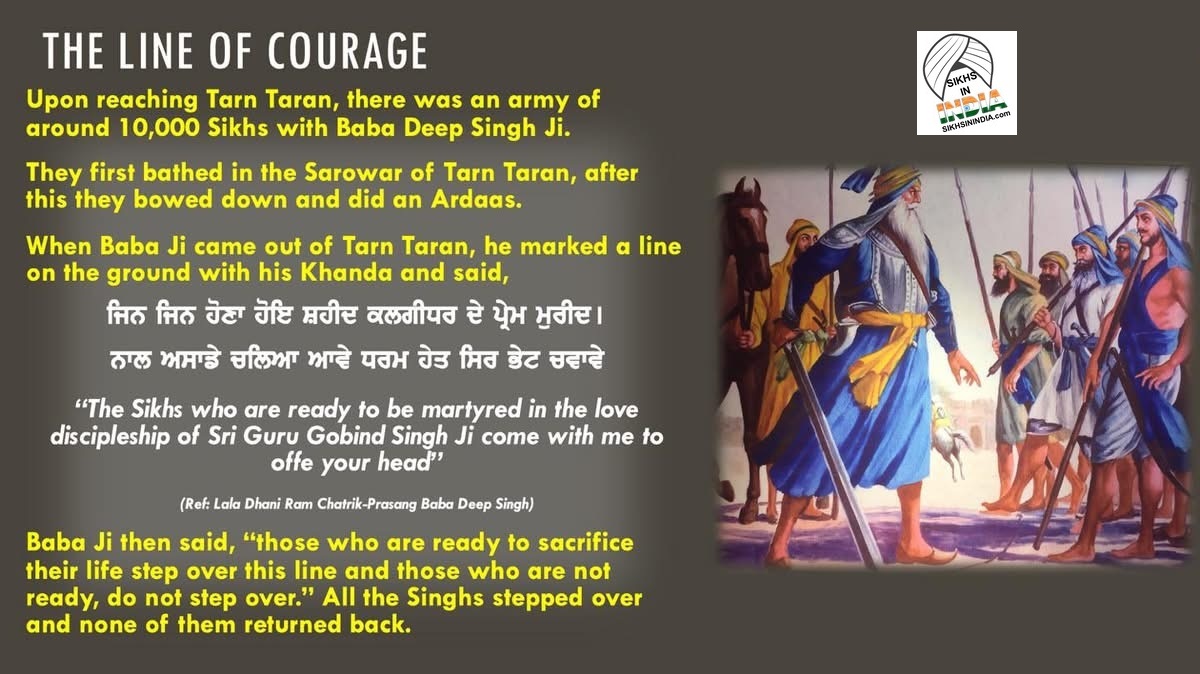 THE LINE OF COURAGE
SIKHS
IN
INDIA
SIKHSININDIA.com
Upon reaching Tarn Taran, there was an army of
around 10,000 Sikhs with Baba Deep Singh Ji.
They first bathed in the Sarowar of Tarn Taran, after
this they bowed down and did an Ardaas.
When Baba Ji came out of Tarn Taran, he marked a line
on the ground with his Khanda and said,
ਜਿਨ ਜਿਨ ਹੋਣਾ ਹੋਇ ਸ਼ਹੀਦ ਕਲਗੀਧਰ ਦੇ ਪ੍ਰੇਮ ਮੁਰੀਦ।
ਨਾਲ ਅਸਾਡੇ ਚਲਿਆ ਆਵੇ ਧਰਮ ਹੇਤ ਸਿਰ ਭੇਟ ਚਵਾਵੇ
“The Sikhs who are ready to be martyred in the love
discipleship of Sri Guru Gobind Singh Ji come with me to
offe your head”
(Ref: Lala Dhani Ram Chatrik-Prasang Baba Deep Singh)
Baba Ji then said, “those who are ready to sacrifice
their life step over this line and those who are not
ready, do not step over.” All the Singhs stepped over
and none of them returned back.